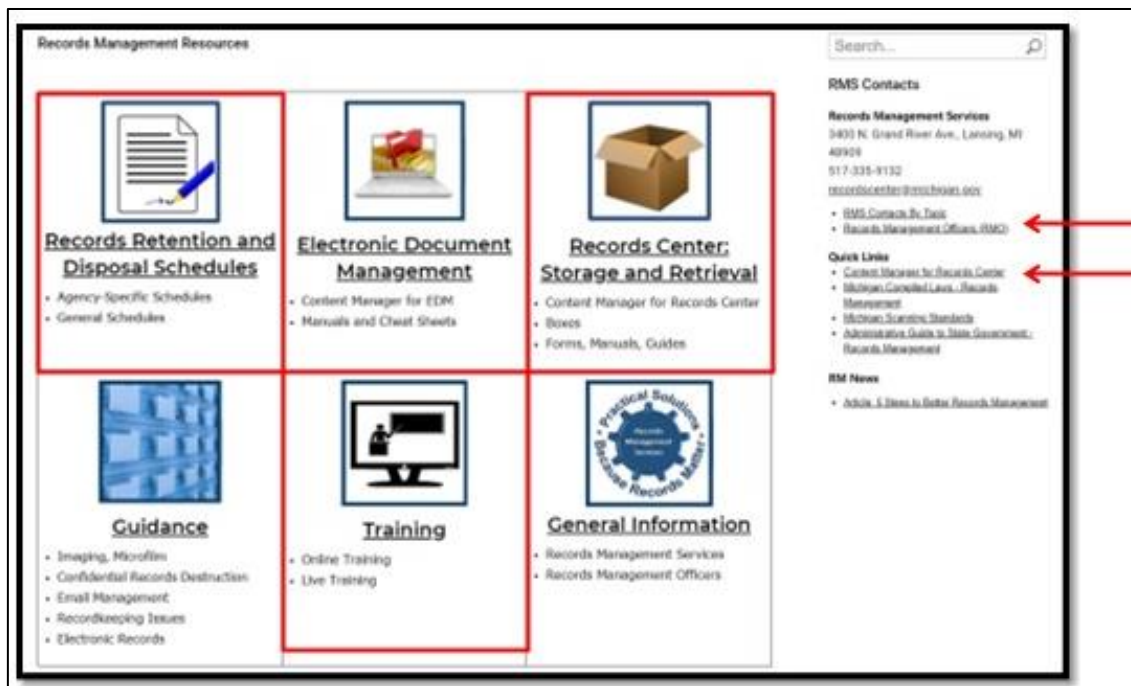 Records Management Resources
Records Retention and
Disposal Schedules
• Agency-Specific Schedules
• General Schedules
Electronic Document
Management
• Content Manager for EDM
• Manuals and Cheat Sheets
Records Center:
Storage and Retrieval
• Content Manager for Records Center
• Boxes
• Forms, Manuals, Guides
Guidance
• Imaging, Microfilm
• Confidential Records Destruction
• Email Management
• Recordkeeping Issues
• Electronic Records
Training
• Online Training
• Live Training
Practical Solutions
Records
Management
Services
Because Records Matter
General Information
• Records Management Services
• Records Management Officers
Search...
RMS Contacts
Records Management Services
3400 N. Grand River Ave., Lansing, MI
48909
517-335-9132
recordscenter@michigan.gov
• RMS Contacts By Topic
• Records Management Officers (RMO)
Quick Links
• Content Manager for Records Center
• Michigan Compiled Laws - Records
Management
• Michigan Scanning Standards
• Administrative Guide to State Government -
Records Management
RM News
• Article: 5 Steps to Better Records Management